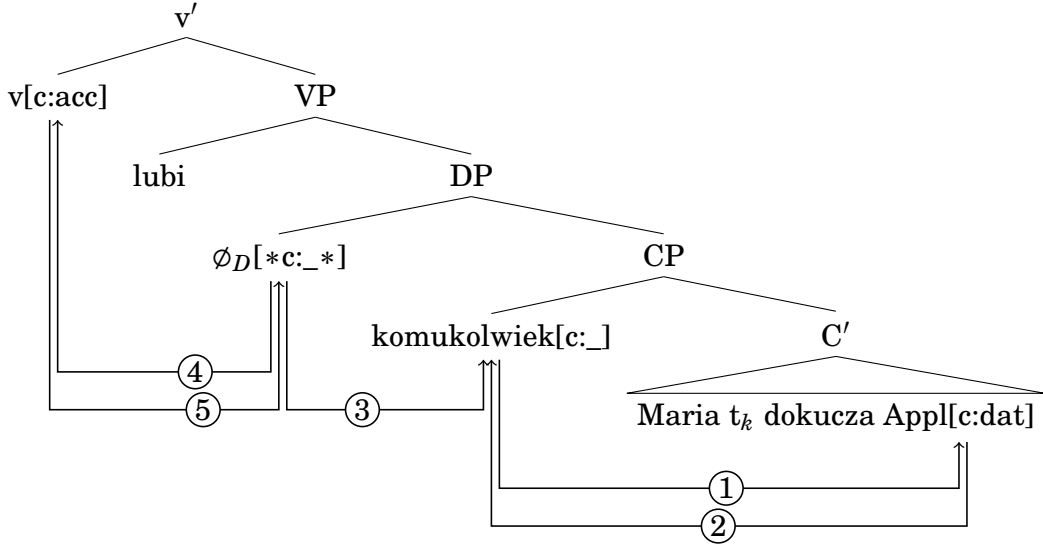 v′
v[c:acc] VP
lubi DP
∅D[∗c:_∗] CP
komukolwiek[c:_] C′
④
⑤ ③ Maria tk dokucza Appl[c:dat]
①
②